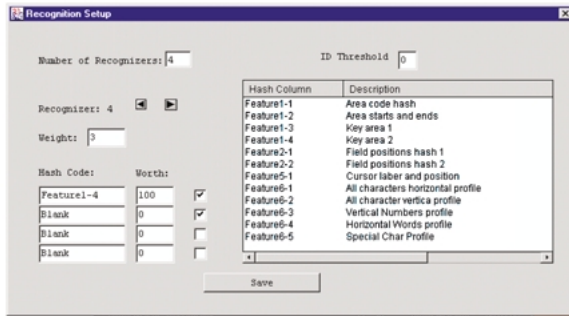 Recognition Setup
Number of Recognizers: 4
ID Threshold 0
Recognizer: 4
Weight: 3
Hash Code: Worth:
Feature1-4 100
Blank 0
Blank 0
Blank 0
Hash Column Description
Feature1-1 Area code hash
Feature1-2 Area starts and ends
Feature1-3 Key area 1
Feature1-4 Key area 2
Feature2-1 Field positions hash 1
Feature2-2 Field positions hash 2
Feature5-1 Cursor laber and position
Feature6-1 All characters horizontal profile
Feature6-2 All character vertica profile
Feature6-3 Vertical Numbers profile
Feature6-4 Horizontal Words profile
Feature6-5 Special Char Profile
Save